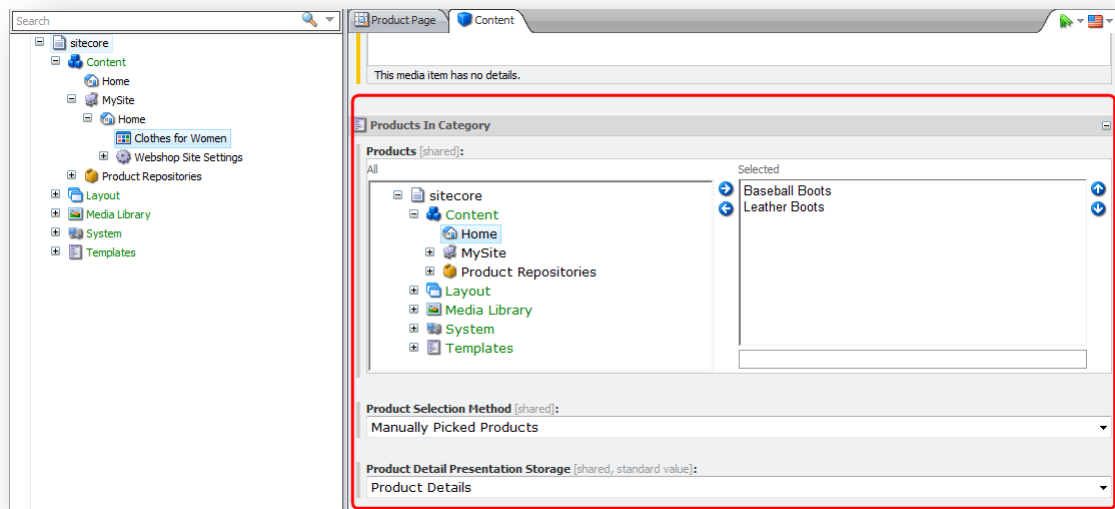 Search
sitecore
Content
Home
MySite
Home
Clothes for Women
Webshop Site Settings
Product Repositories
Layout
Media Library
System
Templates
Product Page
Content
This media item has no details.
Products In Category
Products [shared]:
All
Selected
sitecore
Content
Home
MySite
Product Repositories
Layout
Media Library
System
Templates
Baseball Boots
Leather Boots
Product Selection Method [shared]:
Manually Picked Products
Product Detail Presentation Storage [shared, standard value]:
Product Details